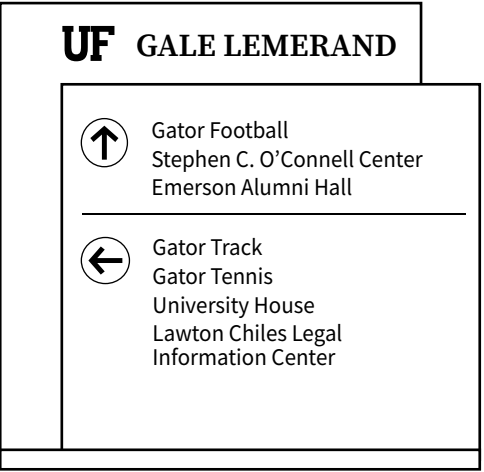 UF GALE LEMERAND
Gator Football
Stephen C. O’Connell Center
Emerson Alumni Hall
Gator Track
Gator Tennis
University House
Lawton Chiles Legal
Information Center